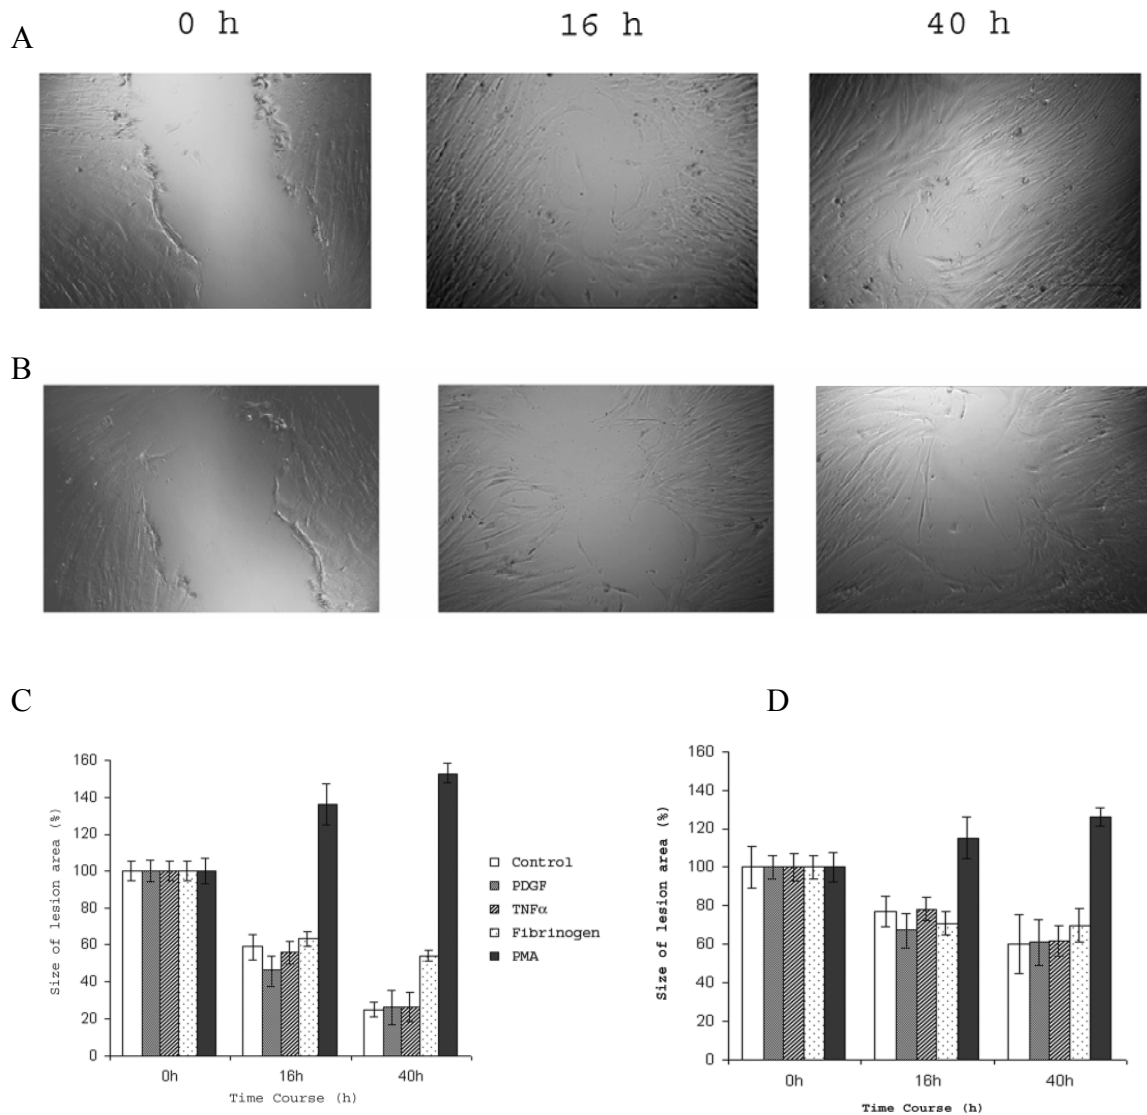 A
0 h
16 h
40 h
B
C
D
160
140
120
100
80
60
40
20
0
Size of lesion area (%)
0h
16h
40h
Time Course (h)
Control
PDGF
TNFα
Fibrinogen
PMA
160
140
120
100
80
60
40
20
0
Size of lesion area (%)
0h
16h
40h
Time Course (h)